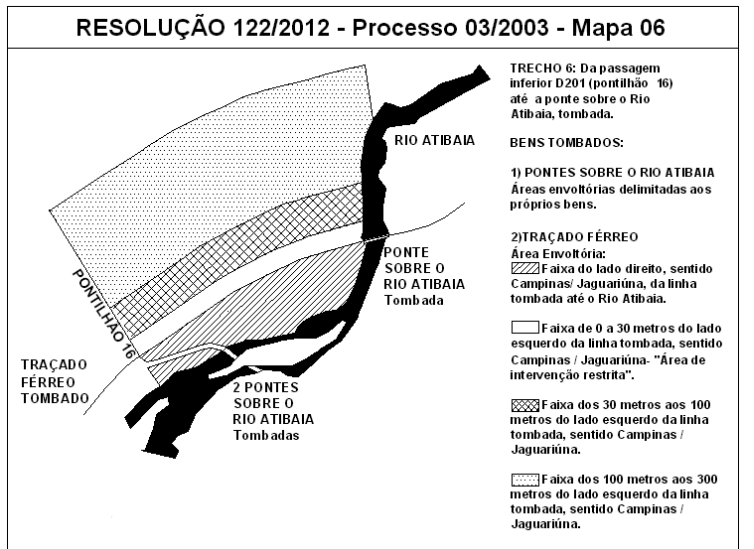 RESOLUÇÃO 122/2012 - Processo 03/2003 - Mapa 06
RIO ATIBAIA
PONTE
SOBRE O
RIO ATIBAIA
Tombada
PONTILHÃO 16
TRAÇADO
FÉRREO
TOMBADO
2 PONTES
SOBRE O
RIO ATIBAIA
Tombadas
TRECHO 6: Da passagem
inferior D201 (pontilhão 16)
até a ponte sobre o Rio
Atibaia, tombada.
BENS TOMBADOS:
1) PONTES SOBRE O RIO ATIBAIA
Áreas envoltórias delimitadas aos
próprios bens.
2)TRAÇADO FÉRREO
Área Envoltória:
Faixa do lado direito, sentido
Campinas/ Jaguariúna, da linha
tombada até o Rio Atibaia.
Faixa de 0 a 30 metros do lado
esquerdo da linha tombada, sentido
Campinas / Jaguariúna- "Área de
intervenção restrita".
Faixa dos 30 metros aos 100
metros do lado esquerdo da linha
tombada, sentido Campinas /
Jaguariúna.
Faixa dos 100 metros aos 300
metros do lado esquerdo da linha
tombada, sentido Campinas /
Jaguariúna.